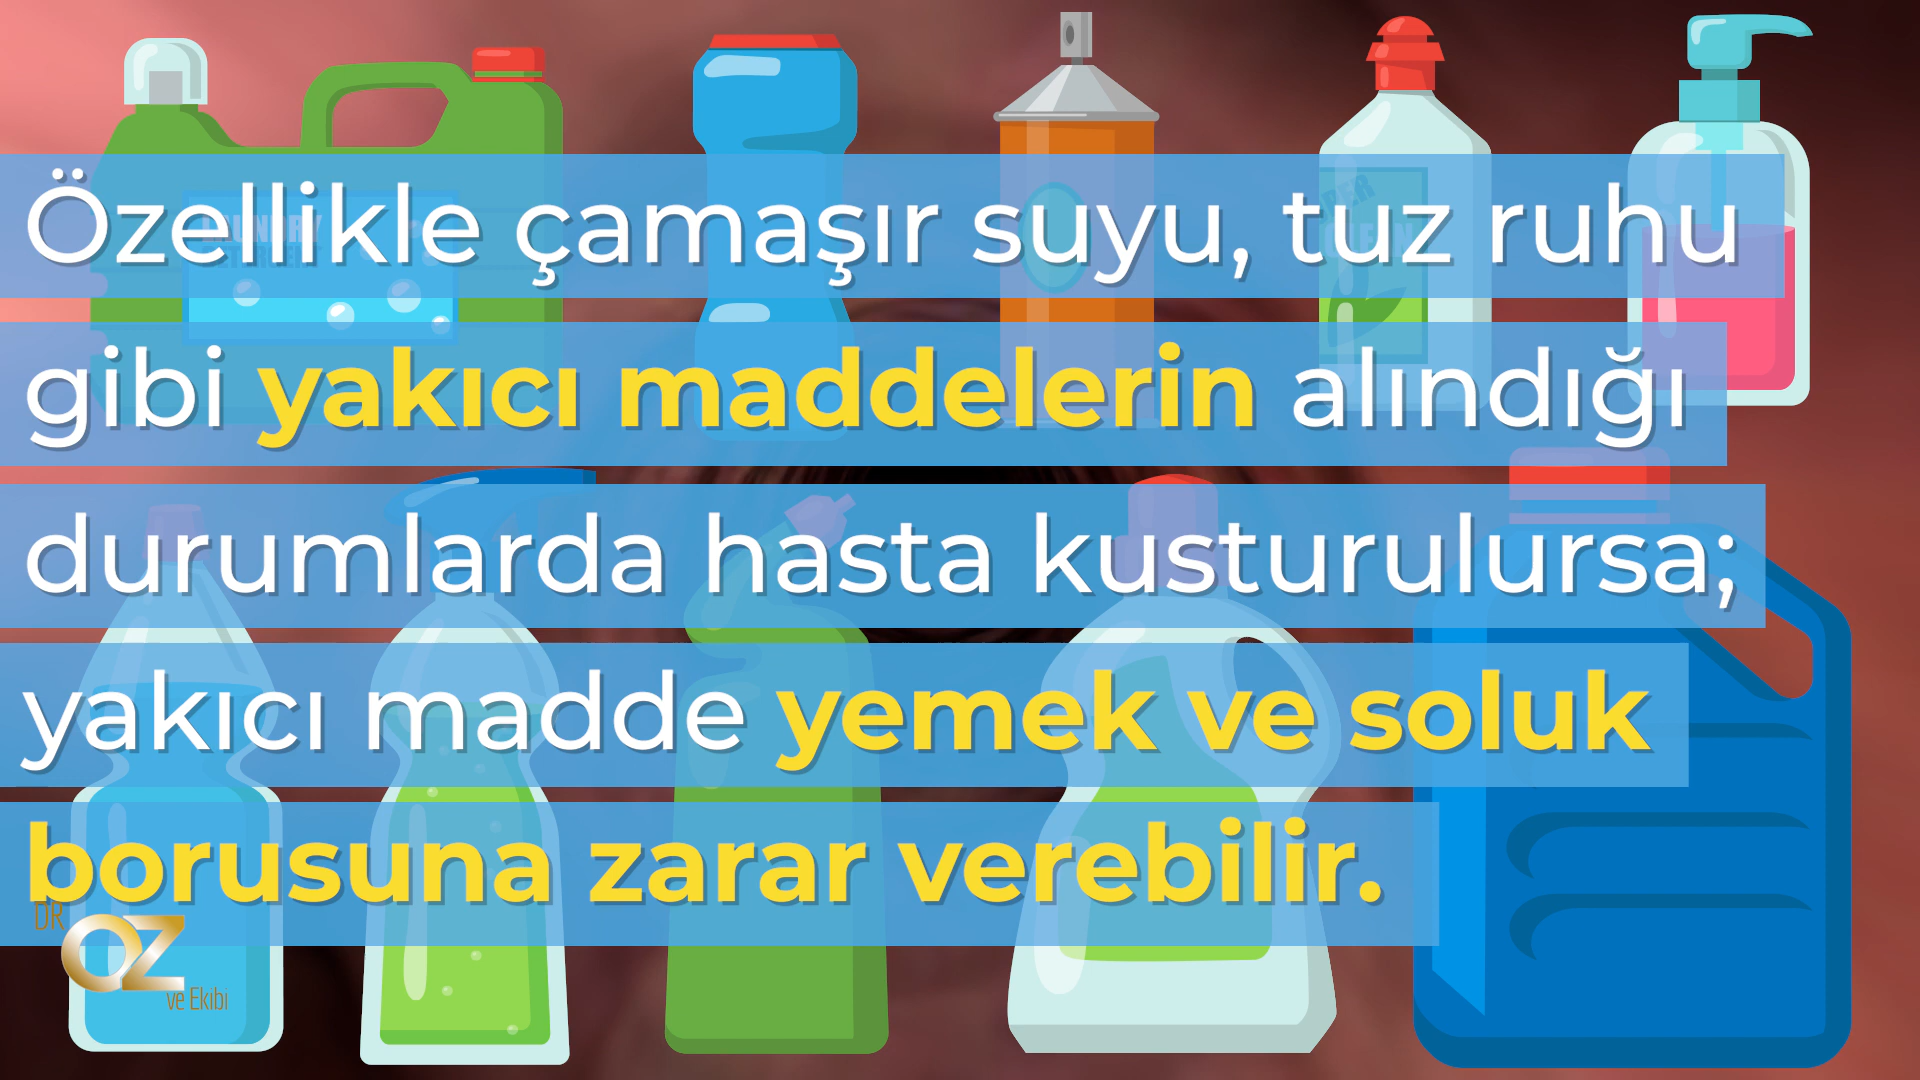 Özellikle çamaşır suyu, tuz ruhu
gibi yakıcı maddelerin alındığı
durumlarda hasta kusturulursa;
yakıcı madde yemek ve soluk
borusuna zarar verebilir.
DR
OZ
ve Ekibi